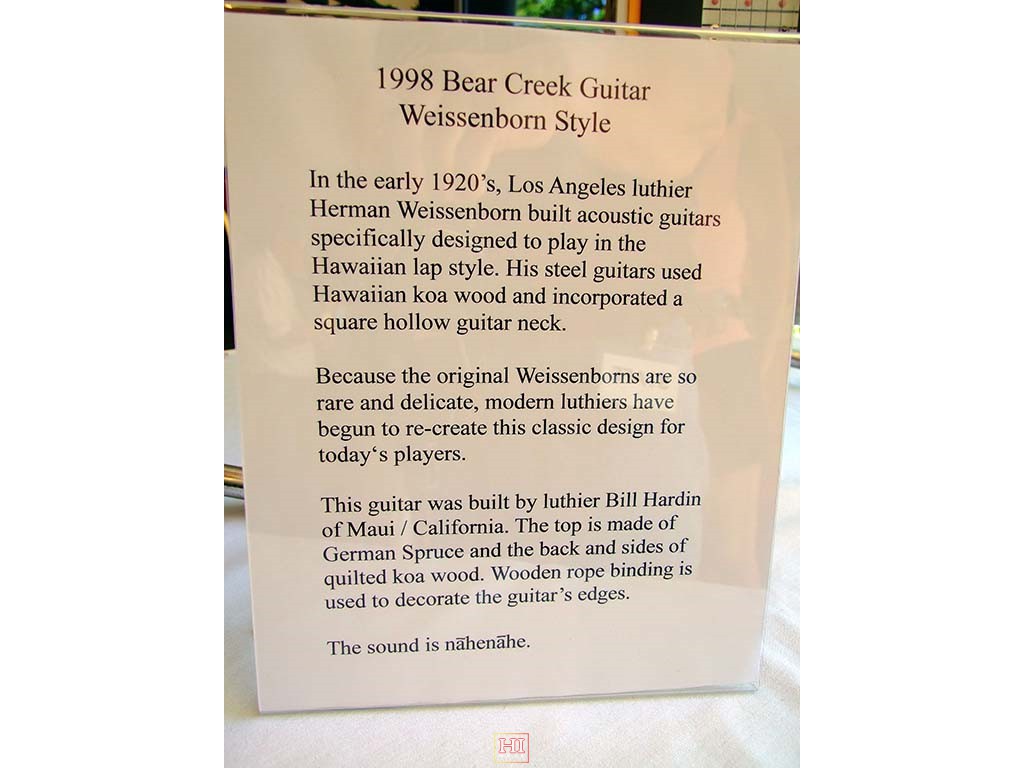 1998 Bear Creek Guitar
Weissenborn Style
In the early 1920’s, Los Angeles luthier
Herman Weissenborn built acoustic guitars
specifically designed to play in the
Hawaiian lap style. His steel guitars used
Hawaiian koa wood and incorporated a
square hollow guitar neck.
Because the original Weissenborns are so
rare and delicate, modern luthiers have
begun to re-create this classic design for
today‘s players.
This guitar was built by luthier Bill Hardin
of Maui / California. The top is made of
German Spruce and the back and sides of
quilted koa wood. Wooden rope binding is
used to decorate the guitar’s edges.
The sound is nāhenāhe.
HI